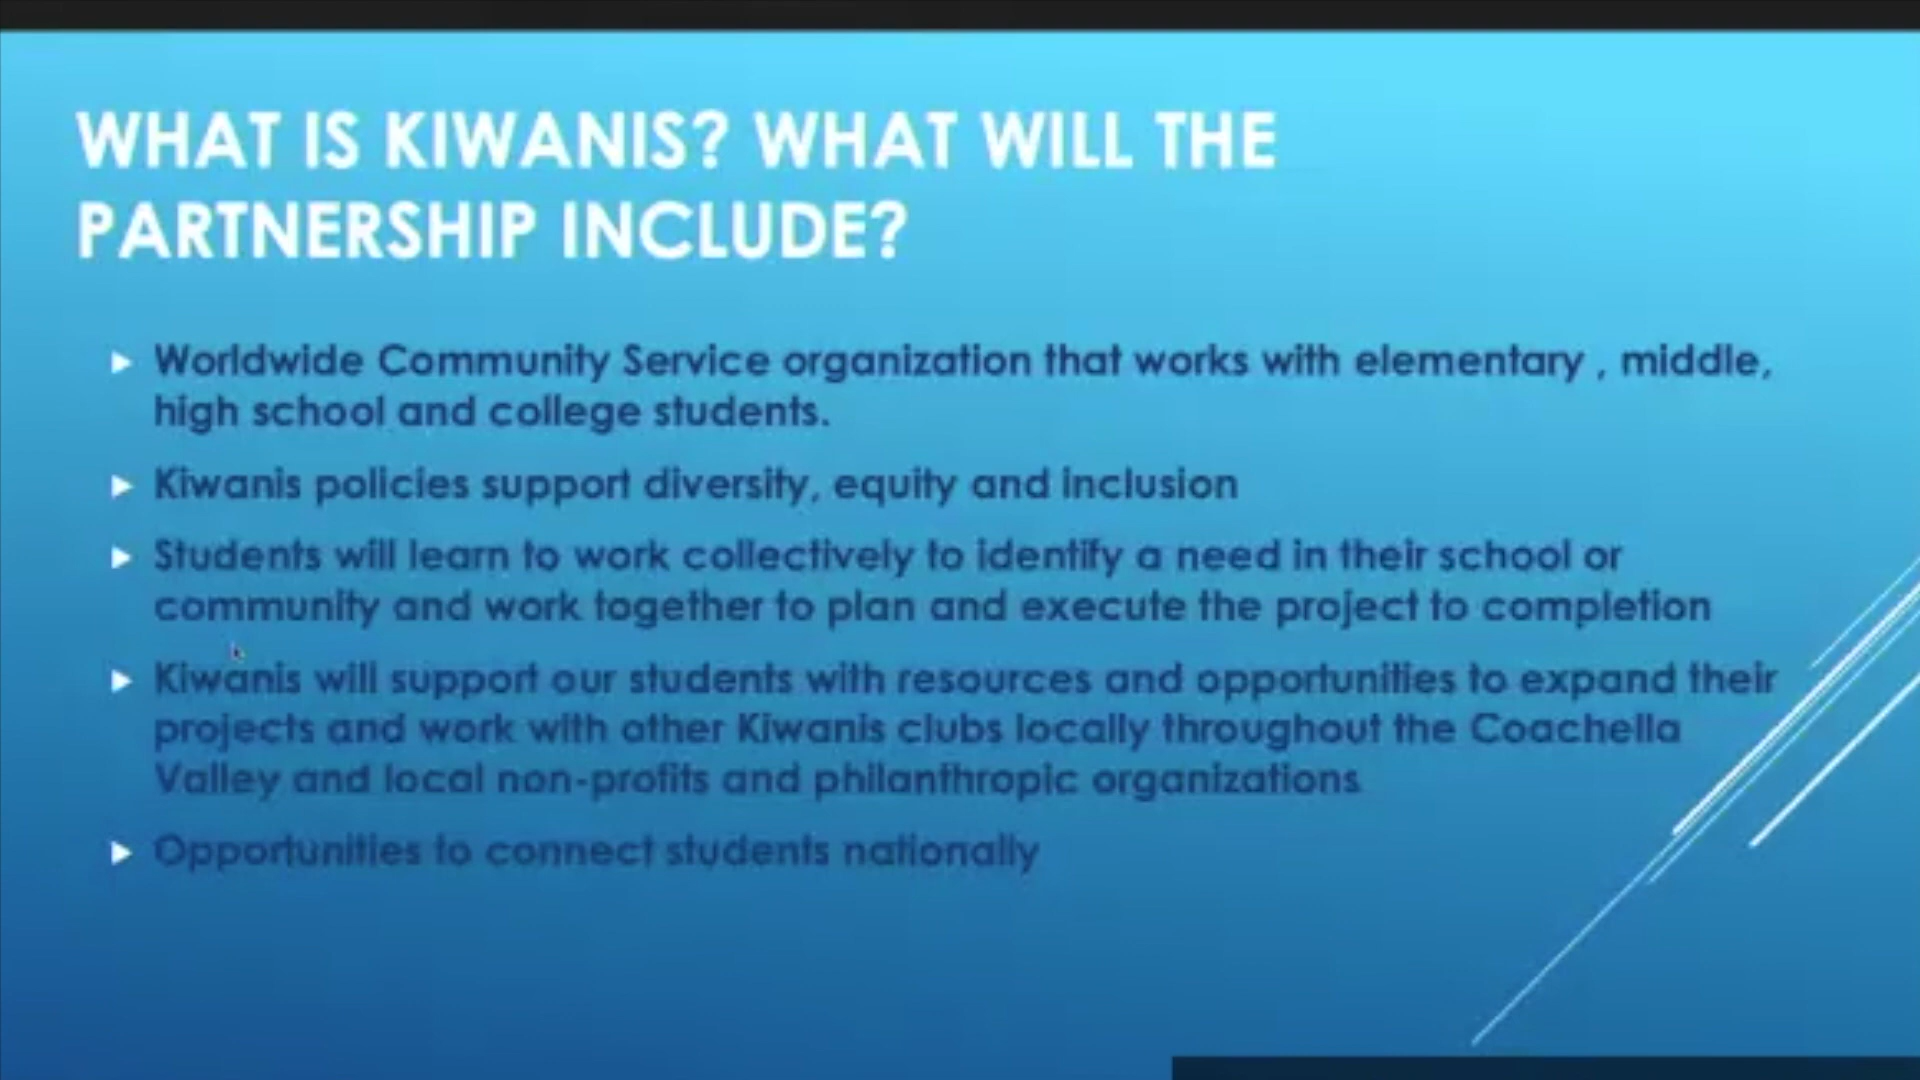 WHAT IS KIWANIS? WHAT WILL THE
PARTNERSHIP INCLUDE?
Worldwide Community Service organization that works with elementary , middle,
high school and college students.
Kiwanis policies support diversity, equity and inclusion
Students will learn to work collectively to identify a need in their school or
community and work together to plan and execute the project to completion
Kiwanis will support our students with resources and opportunities to expand their
projects and work with other Kiwanis clubs locally throughout the Coachella
Valley and local non-profits and philanthropic organizations
Opportunities to connect students nationally